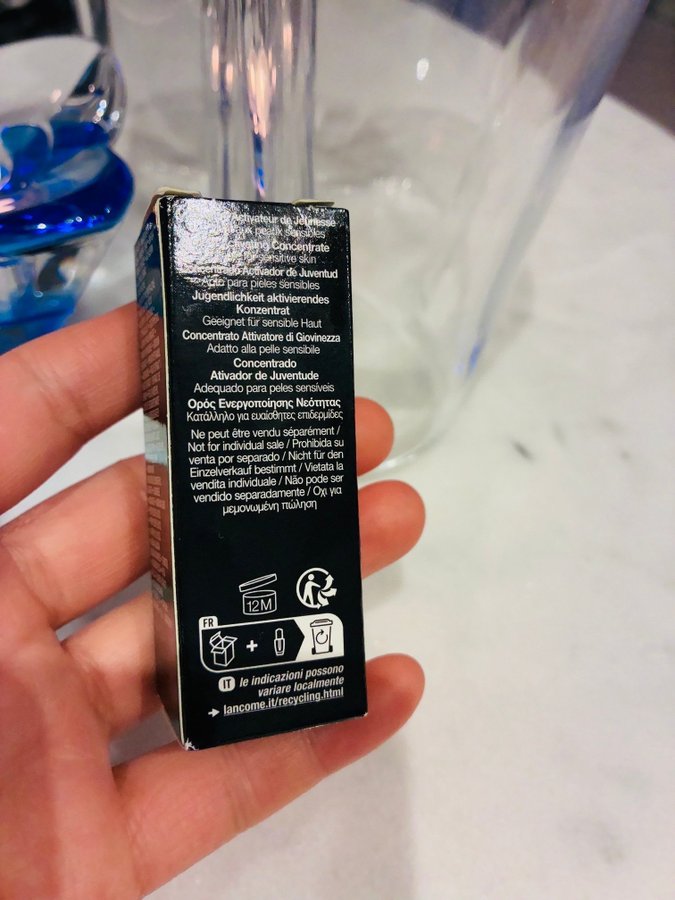 Activateur de Jeunesse
aux peaux sensibles
Concentrate
sensitive skin
Concentrado Activador de Juventud
Apto para pieles sensibles
Jugendlichkeit aktivierendes
Konzentrat
Geeignet für sensible Haut
Concentrato Attivatore di Giovinezza
Adatto alla pelle sensibile
Concentrado
Ativador de Juventude
Adequado para peles sensíveis
Ορός Ενεργοποίησης Νεότητας
Κατάλληλο για ευαίσθητες επιδερμίδες
Ne peut être vendu séparément /
Not for individual sale / Prohibida su
venta por separado / Nicht für den
Einzelverkauf bestimmt / Vietata la
vendita individuale / Não pode ser
vendido separadamente / Οχι για
μεμονωμένη πώληση
12M
FR
+
IT le indicazioni possono
variare localmente
➔ lancome.it/recycling.html